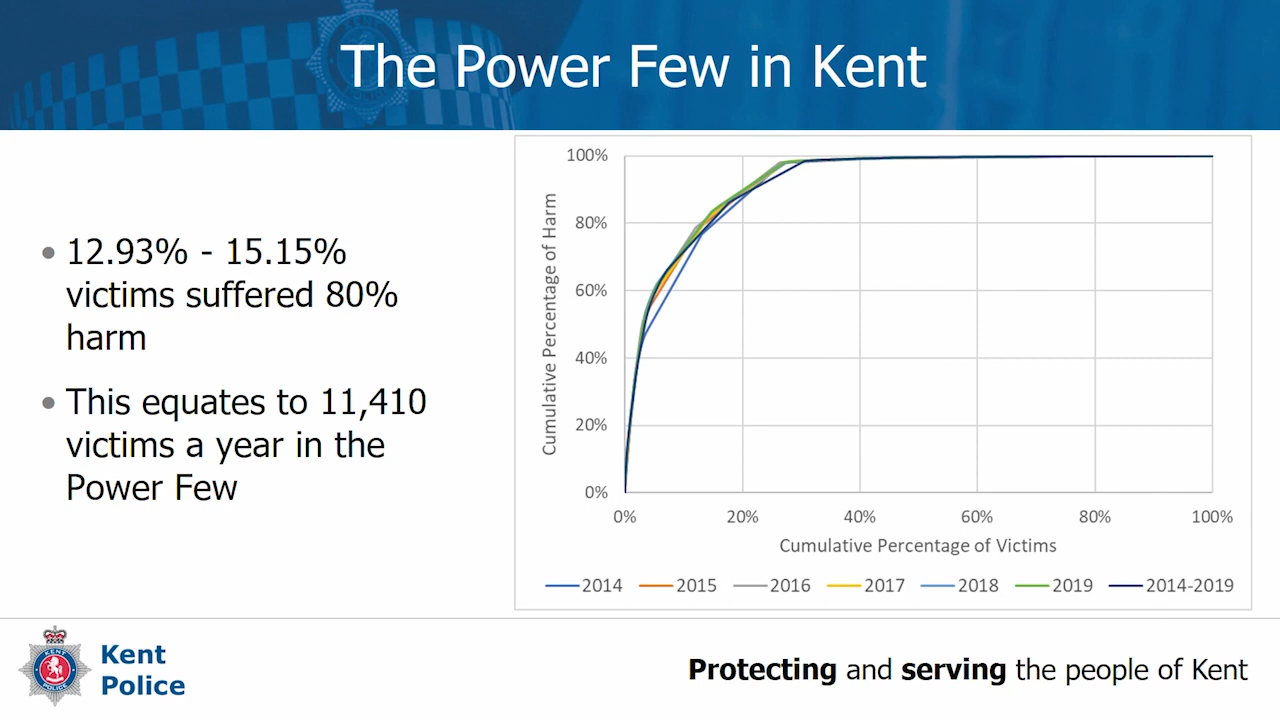 The Power Few in Kent
• 12.93% - 15.15%
victims suffered 80%
harm
• This equates to 11,410
victims a year in the
Power Few
Cumulative Percentage of Harm
100%
80%
60%
40%
20%
0%
0% 20% 40% 60% 80% 100%
Cumulative Percentage of Victims
2014 2015 2016 2017 2018 2019 2014-2019
KENT
POLICE
Kent
Police
Protecting and serving the people of Kent